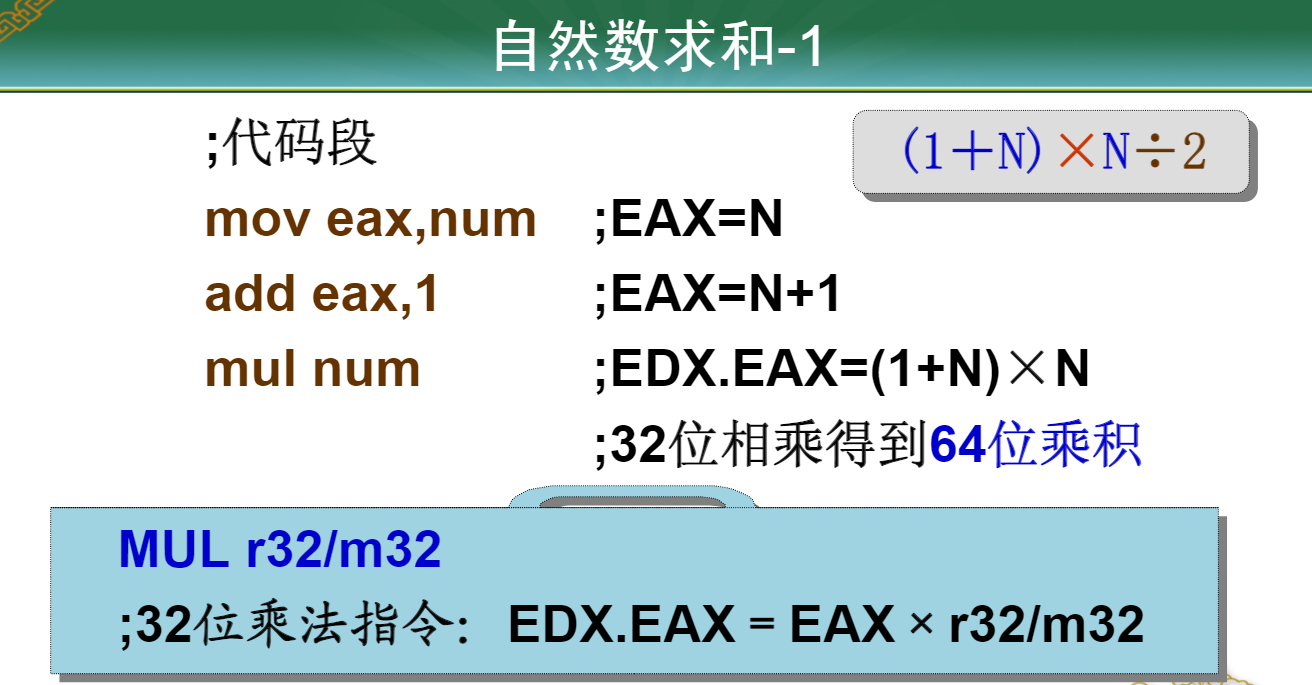 自然数求和-1
;代码段
(1+N)×N÷2
mov eax,num ;EAX=N
add eax,1 ;EAX=N+1
mul num ;EDX.EAX=(1+N)×N
;32位相乘得到64位乘积
MUL r32/m32
;32位乘法指令: EDX.EAX = EAX × r32/m32